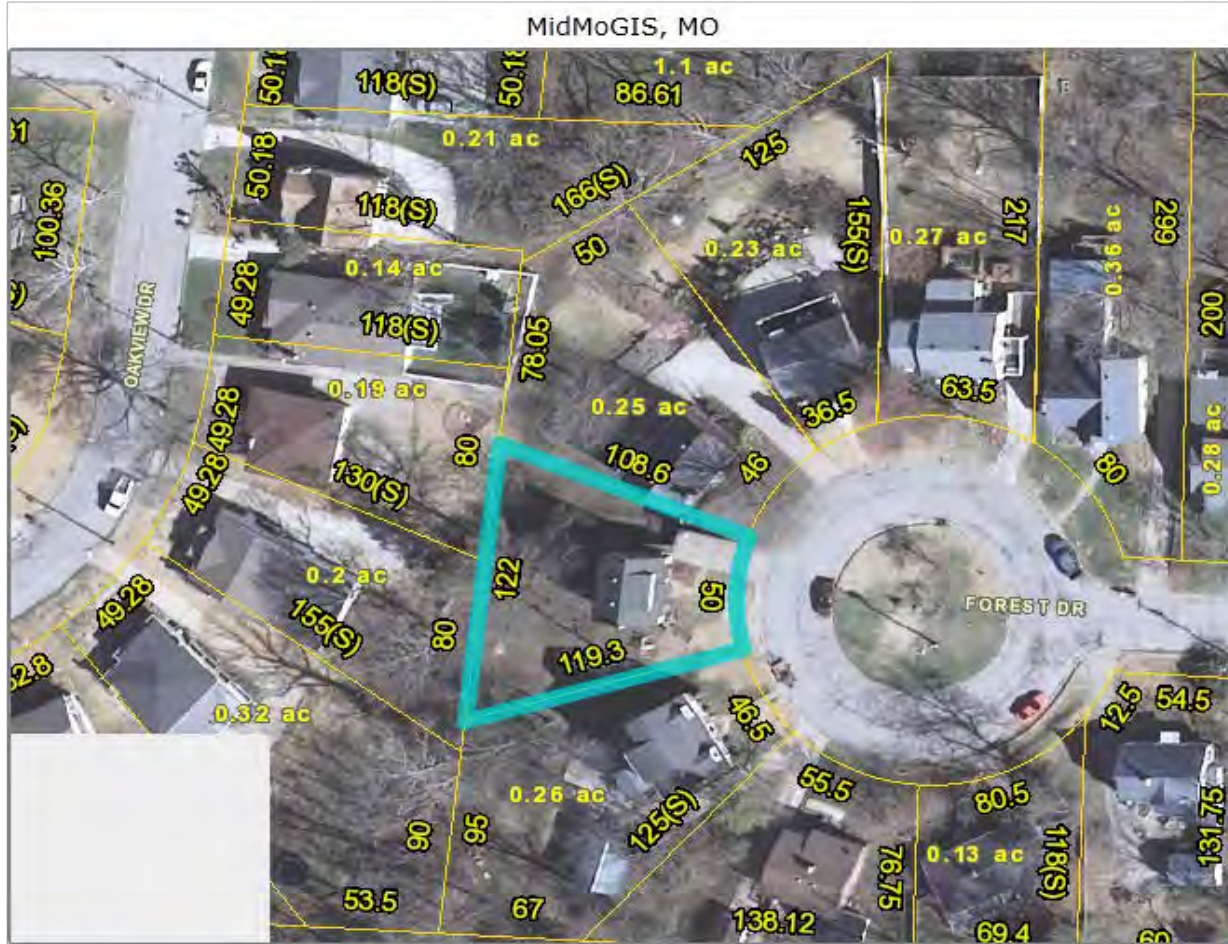 MidMoGIS, MO
50.18
118(S)
50.18
1.1 ac
86.61
0.21 ac
125
50.18
166(S)
118(S)
100.36
155(S)
217
299
0.23 ac
0.27 ac
0.36 ac
50
0.14 ac
49.28
118(S)
200
78.05
OAKVIEW DR
0.19 ac
0.25 ac
36.5
63.5
49.28
80
108.6
46
80
0.28 ac
49.28
130(S)
122
50
0.2 ac
FOREST DR
49.28
155(S)
80
119.3
52.8
0.32 ac
46.5
12.5
54.5
0.26 ac
55.5
80.5
125(S)
90
95
76.75
0.13 ac
118(S)
131.75
53.5
67
138.12
69.4
60